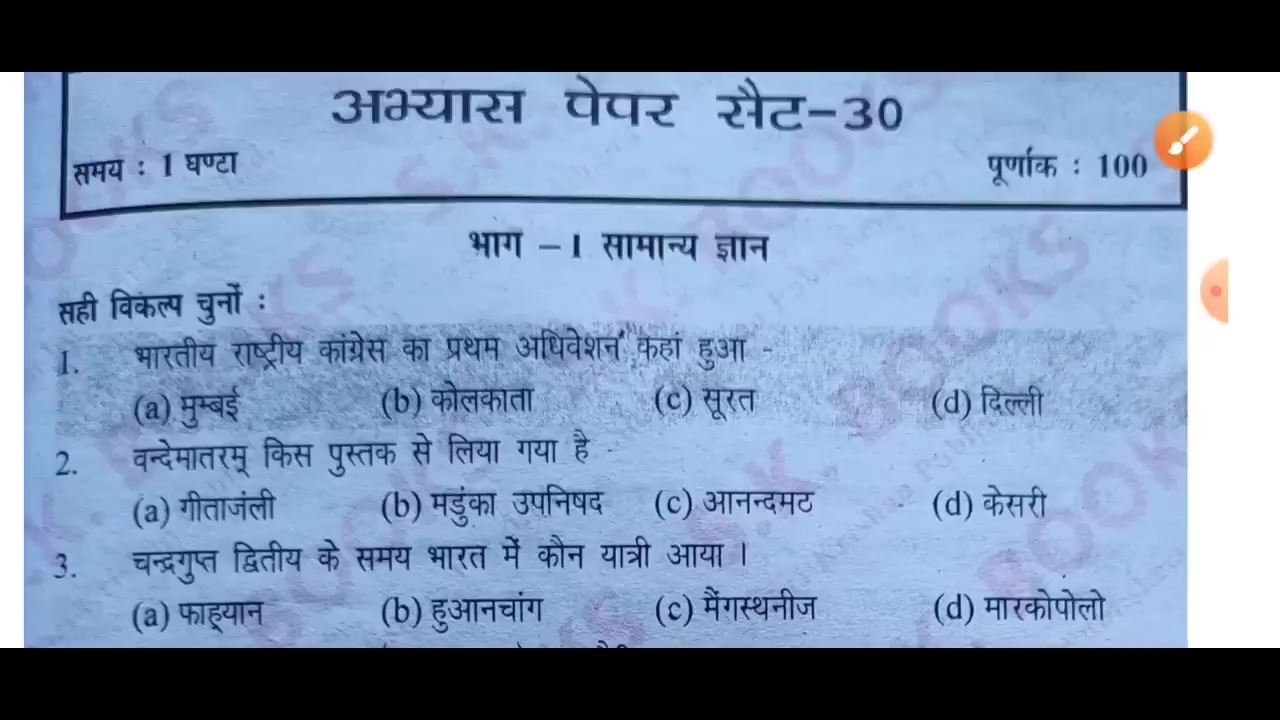 अभ्यास पेपर सैट-30
समय : 1 घण्टा पूर्णाक : 100
भाग - I सामान्य ज्ञान
सही विकल्प चुनों :
1. भारतीय राष्ट्रीय कांग्रेस का प्रथम अधिवेशन कहां हुआ -
(a) मुम्बई (b) कोलकाता (c) सूरत (d) दिल्ली
2. वन्देमातरम् किस पुस्तक से लिया गया है -
(a) गीताजंली (b) मडुंका उपनिषद (c) आनन्दमठ (d) केसरी
3. चन्द्रगुप्त द्वितीय के समय भारत में कौन यात्री आया ।
(a) फाह्यान (b) हुआनचांग (c) मैंगस्थनीज (d) मारकोपोलो